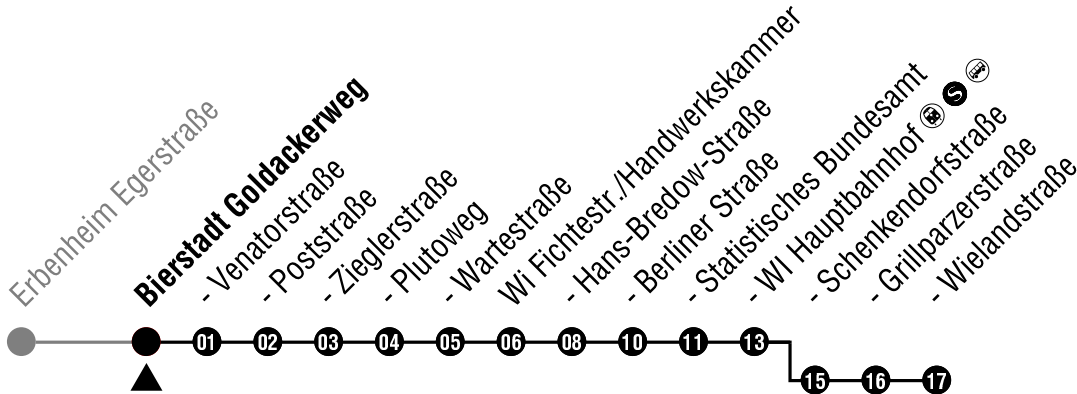 Erbenheim Egerstraße
Bierstadt Goldackerweg
- Venatorstraße
- Poststraße
- Zieglerstraße
- Plutoweg
- Wartestraße
Wi Fichtestr./Handwerkskammer
- Hans-Bredow-Straße
- Berliner Straße
- Statistisches Bundesamt
- WI Hauptbahnhof S
- Schenkendorfstraße
- Grillparzerstraße
- Wielandstraße
01 02 03 04 05 06 08 10 11 13
15 16 17